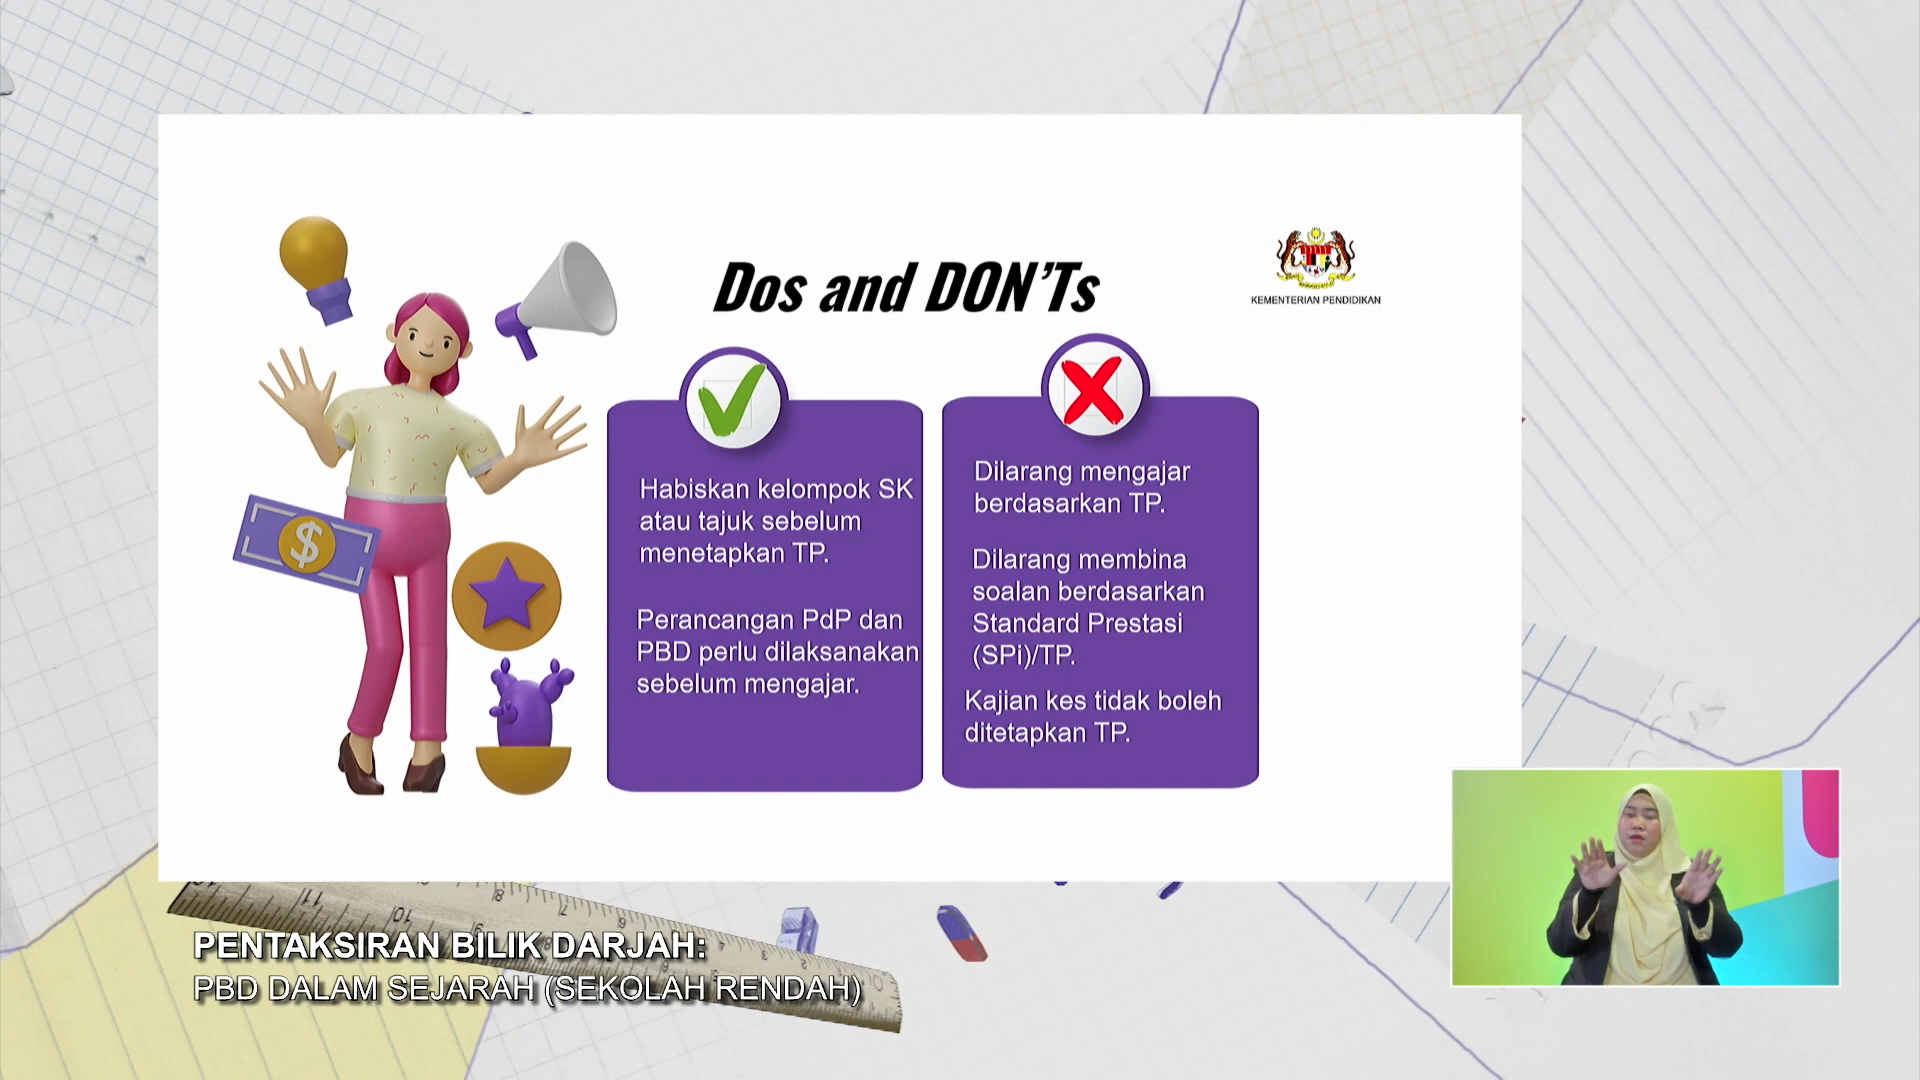 Dos and DON'Ts
KEMENTERIAN PENDIDIKAN
Habiskan kelompok SK
atau tajuk sebelum
menetapkan TP.
Perancangan PdP dan
PBD perlu dilaksanakan
sebelum mengajar.
Dilarang mengajar
berdasarkan TP.
Dilarang membina
soalan berdasarkan
Standard Prestasi
(SPi)/TP.
Kajian kes tidak boleh
ditetapkan TP.
$
PENTAKSIRAN BILIK DARJAH:
PBD DALAM SEJARAH (SEKOLAH RENDAH)